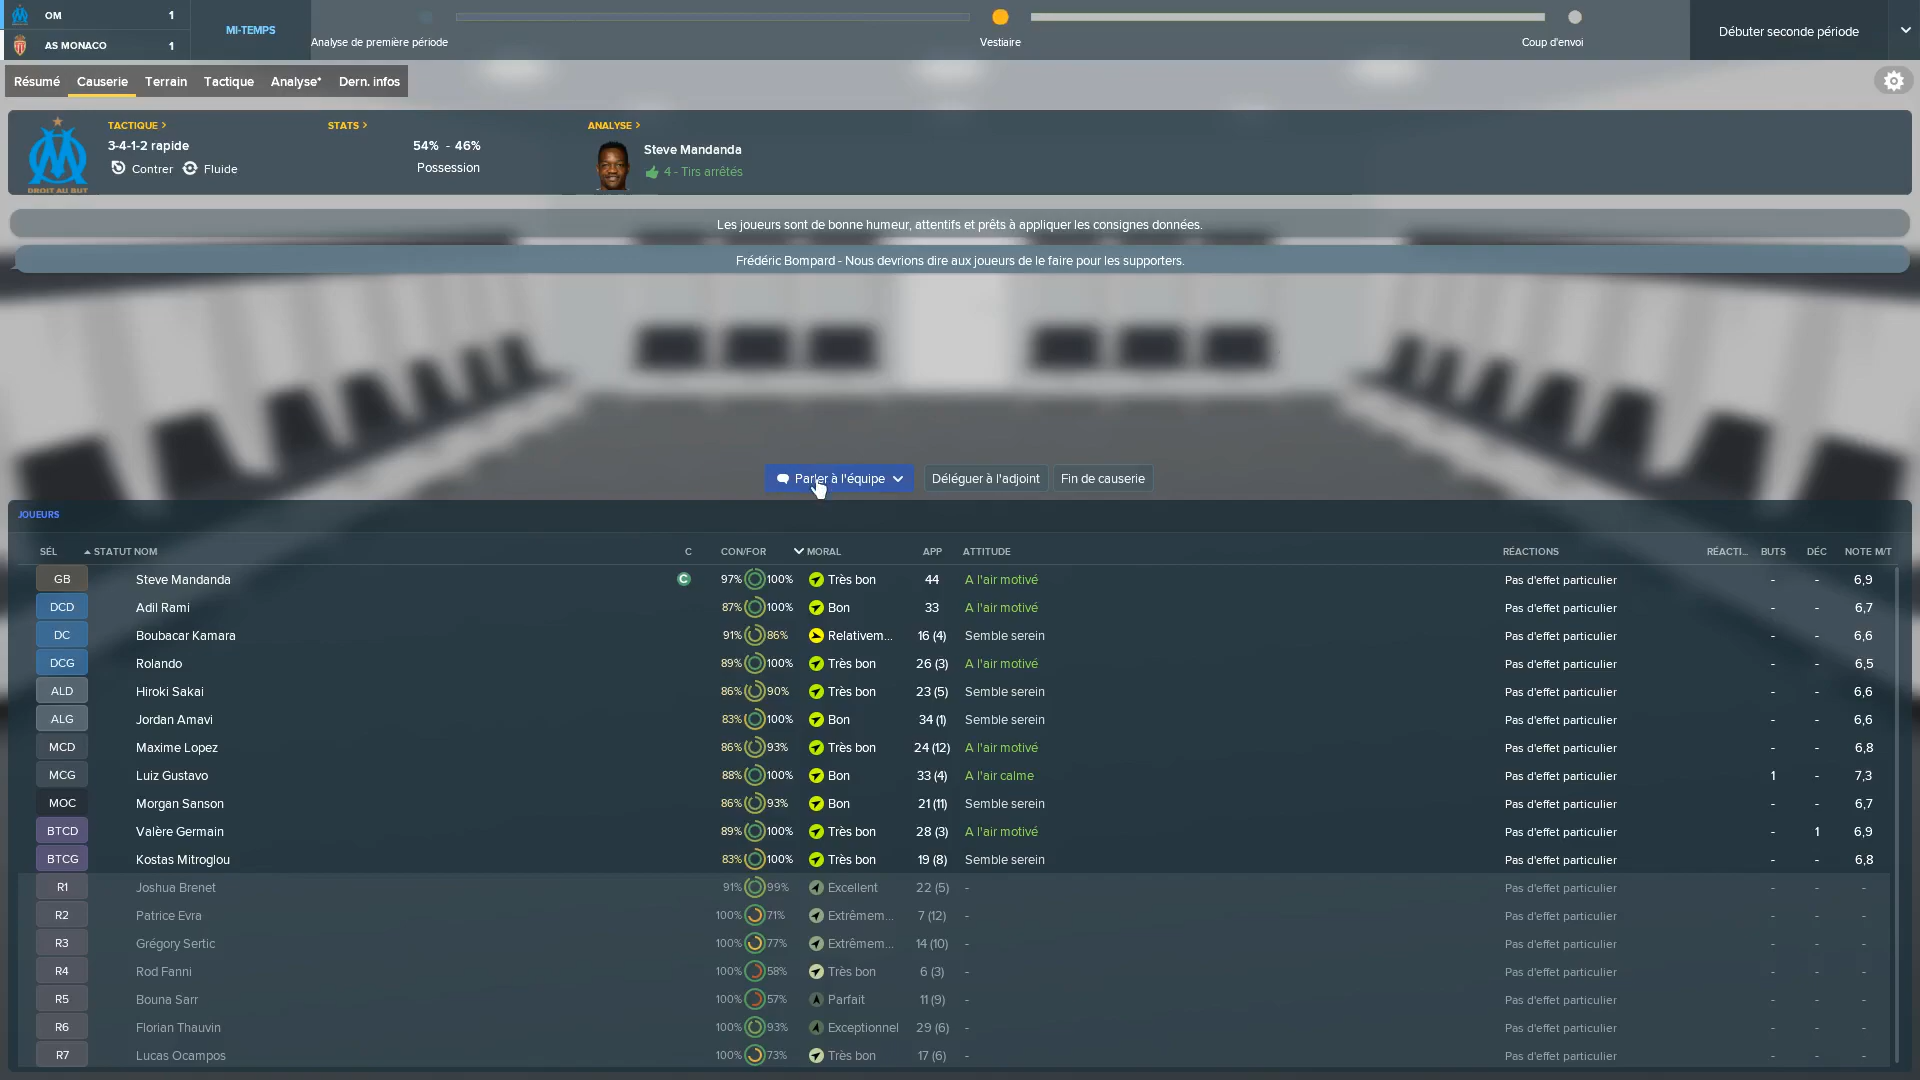 OM 1
AS MONACO 1
MI-TEMPS
Analyse de première période
Vestiaire
Coup d'envoi
Débuter seconde période
Résumé Causerie Terrain Tactique Analyse* Dern. infos
DROIT AU BUT
TACTIQUE >
3-4-1-2 rapide
Contrer Fluide
STATS >
54% - 46%
Possession
ANALYSE >
Steve Mandanda
4 - Tirs arrêtés
Les joueurs sont de bonne humeur, attentifs et prêts à appliquer les consignes données.
Frédéric Bompard - Nous devrions dire aux joueurs de le faire pour les supporters.
Parler à l'équipe Déléguer à l'adjoint Fin de causerie
JOUEURS
SÉL STATUT NOM C CON/FOR MORAL APP ATTITUDE RÉACTIONS RÉACTI... BUTS DÉC NOTE M/T
GB Steve Mandanda C 97% 100% Très bon 44 A l'air motivé Pas d'effet particulier - - 6,9
DCD Adil Rami 87% 100% Bon 33 A l'air motivé Pas d'effet particulier - - 6,7
DC Boubacar Kamara 91% 86% Relativem... 16 (4) Semble serein Pas d'effet particulier - - 6,6
DCG Rolando 89% 100% Très bon 26 (3) A l'air motivé Pas d'effet particulier - - 6,5
ALD Hiroki Sakai 86% 90% Très bon 23 (5) Semble serein Pas d'effet particulier - - 6,6
ALG Jordan Amavi 83% 100% Bon 34 (1) Semble serein Pas d'effet particulier - - 6,6
MCD Maxime Lopez 86% 93% Très bon 24 (12) A l'air motivé Pas d'effet particulier - - 6,8
MCG Luiz Gustavo 88% 100% Bon 33 (4) A l'air calme Pas d'effet particulier 1 - 7,3
MOC Morgan Sanson 86% 93% Bon 21 (11) Semble serein Pas d'effet particulier - - 6,7
BTCD Valère Germain 89% 100% Très bon 28 (3) A l'air motivé Pas d'effet particulier - 1 6,9
BTCG Kostas Mitroglou 83% 100% Très bon 19 (8) Semble serein Pas d'effet particulier - - 6,8
R1 Joshua Brenet 91% 99% Excellent 22 (5) - Pas d'effet particulier - - -
R2 Patrice Evra 100% 71% Extrêmem... 7 (12) - Pas d'effet particulier - - -
R3 Grégory Sertic 100% 77% Extrêmem... 14 (10) - Pas d'effet particulier - - -
R4 Rod Fanni 100% 58% Très bon 6 (3) - Pas d'effet particulier - - -
R5 Bouna Sarr 100% 57% Parfait 11 (9) - Pas d'effet particulier - - -
R6 Florian Thauvin 100% 93% Exceptionnel 29 (6) - Pas d'effet particulier - - -
R7 Lucas Ocampos 100% 73% Très bon 17 (6) - Pas d'effet particulier - - -